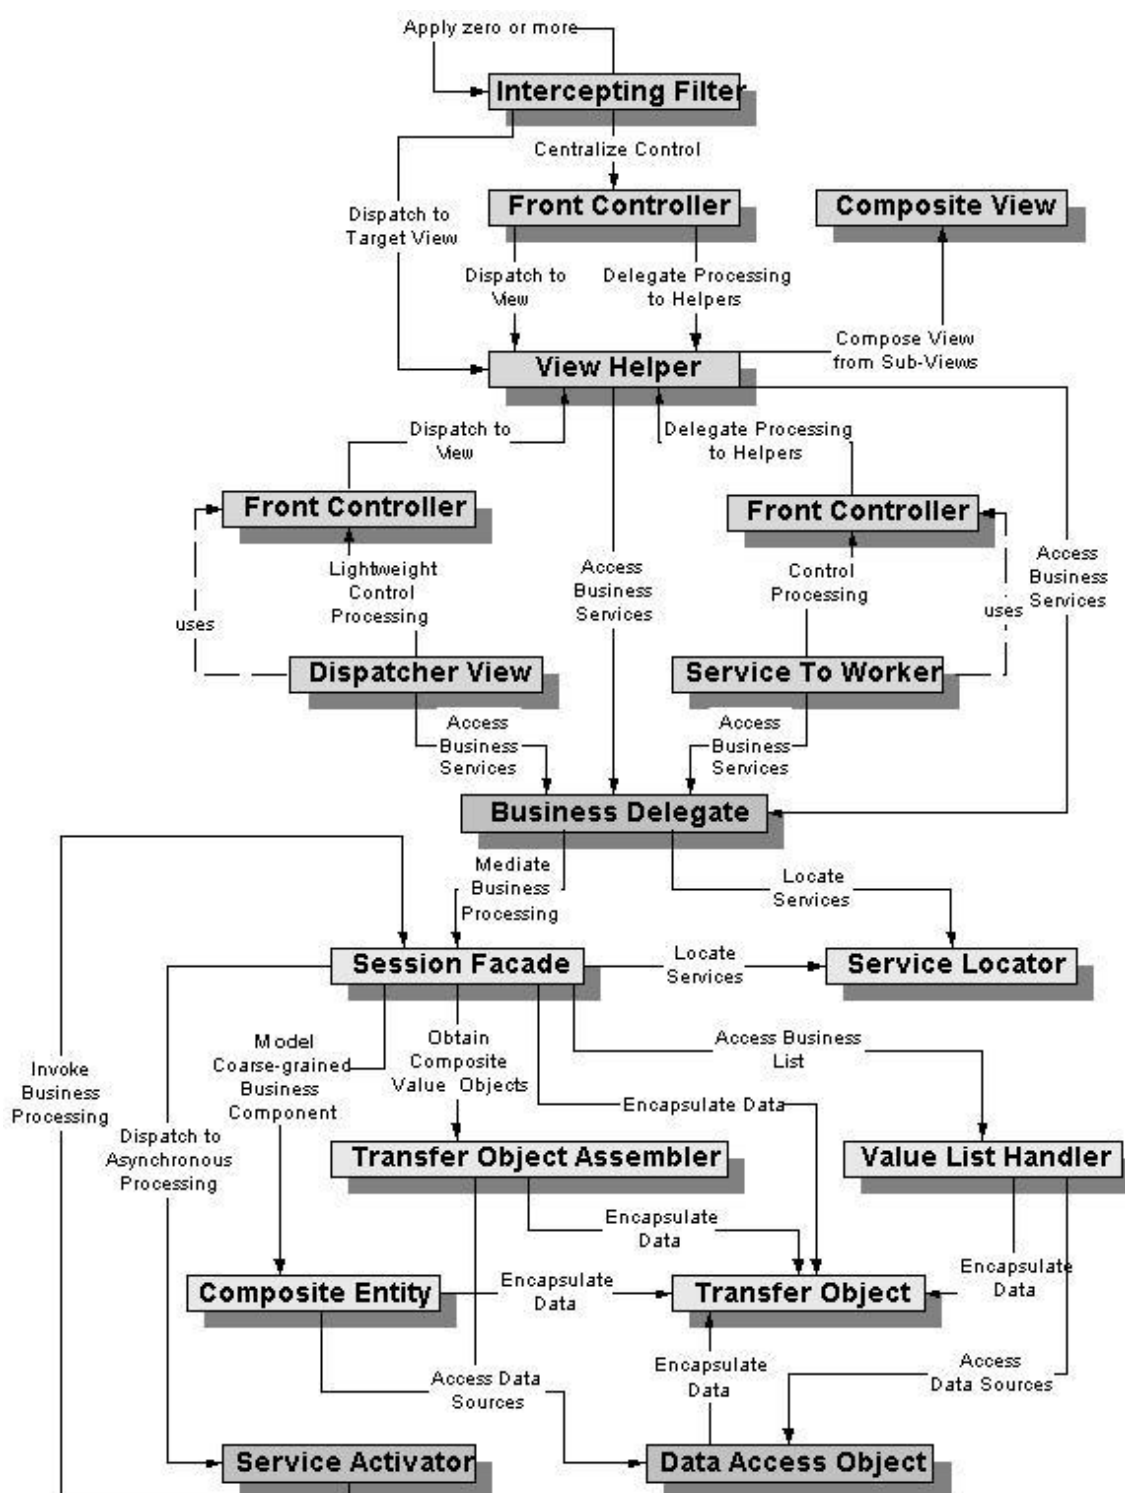 Apply zero or more
Intercepting Filter
Centralize Control
Dispatch to
Target View
Front Controller
Composite View
Dispatch to
View
Delegate Processing
to Helpers
Compose View
from Sub-Views
View Helper
Dispatch to
View
Delegate Processing
to Helpers
Front Controller
Front Controller
Lightweight
Control
Processing
Access
Business
Services
Control
Processing
Access
Business
Services
uses
uses
Dispatcher View
Service To Worker
Access
Business
Services
Access
Business
Services
Business Delegate
Mediate
Business
Processing
Locate
Services
Session Facade
Locate
Services
Service Locator
Model
Coarse-grained
Business
Component
Obtain
Composite
Value Objects
Access Business
List
Invoke
Business
Processing
Encapsulate Data
Dispatch to
Asynchronous
Processing
Transfer Object Assembler
Value List Handler
Encapsulate
Data
Composite Entity
Encapsulate
Data
Transfer Object
Encapsulate
Data
Access Data
Sources
Encapsulate
Data
Access
Data Sources
Service Activator
Data Access Object